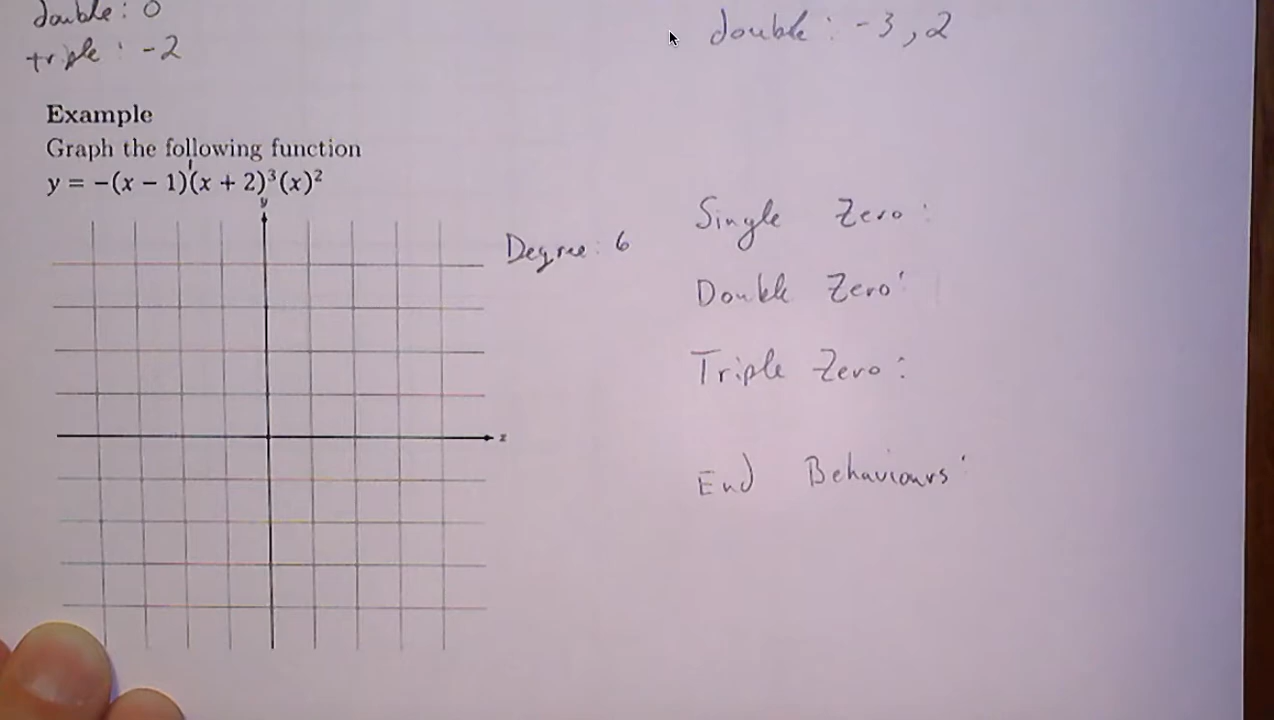 double: 0
triple: -2
double: -3, 2
Example
Graph the following function
y = -(x - 1)¹(x + 2)³(x)²
y
x
Degree: 6
Single Zero:
Double Zero:
Triple Zero:
End Behaviours: